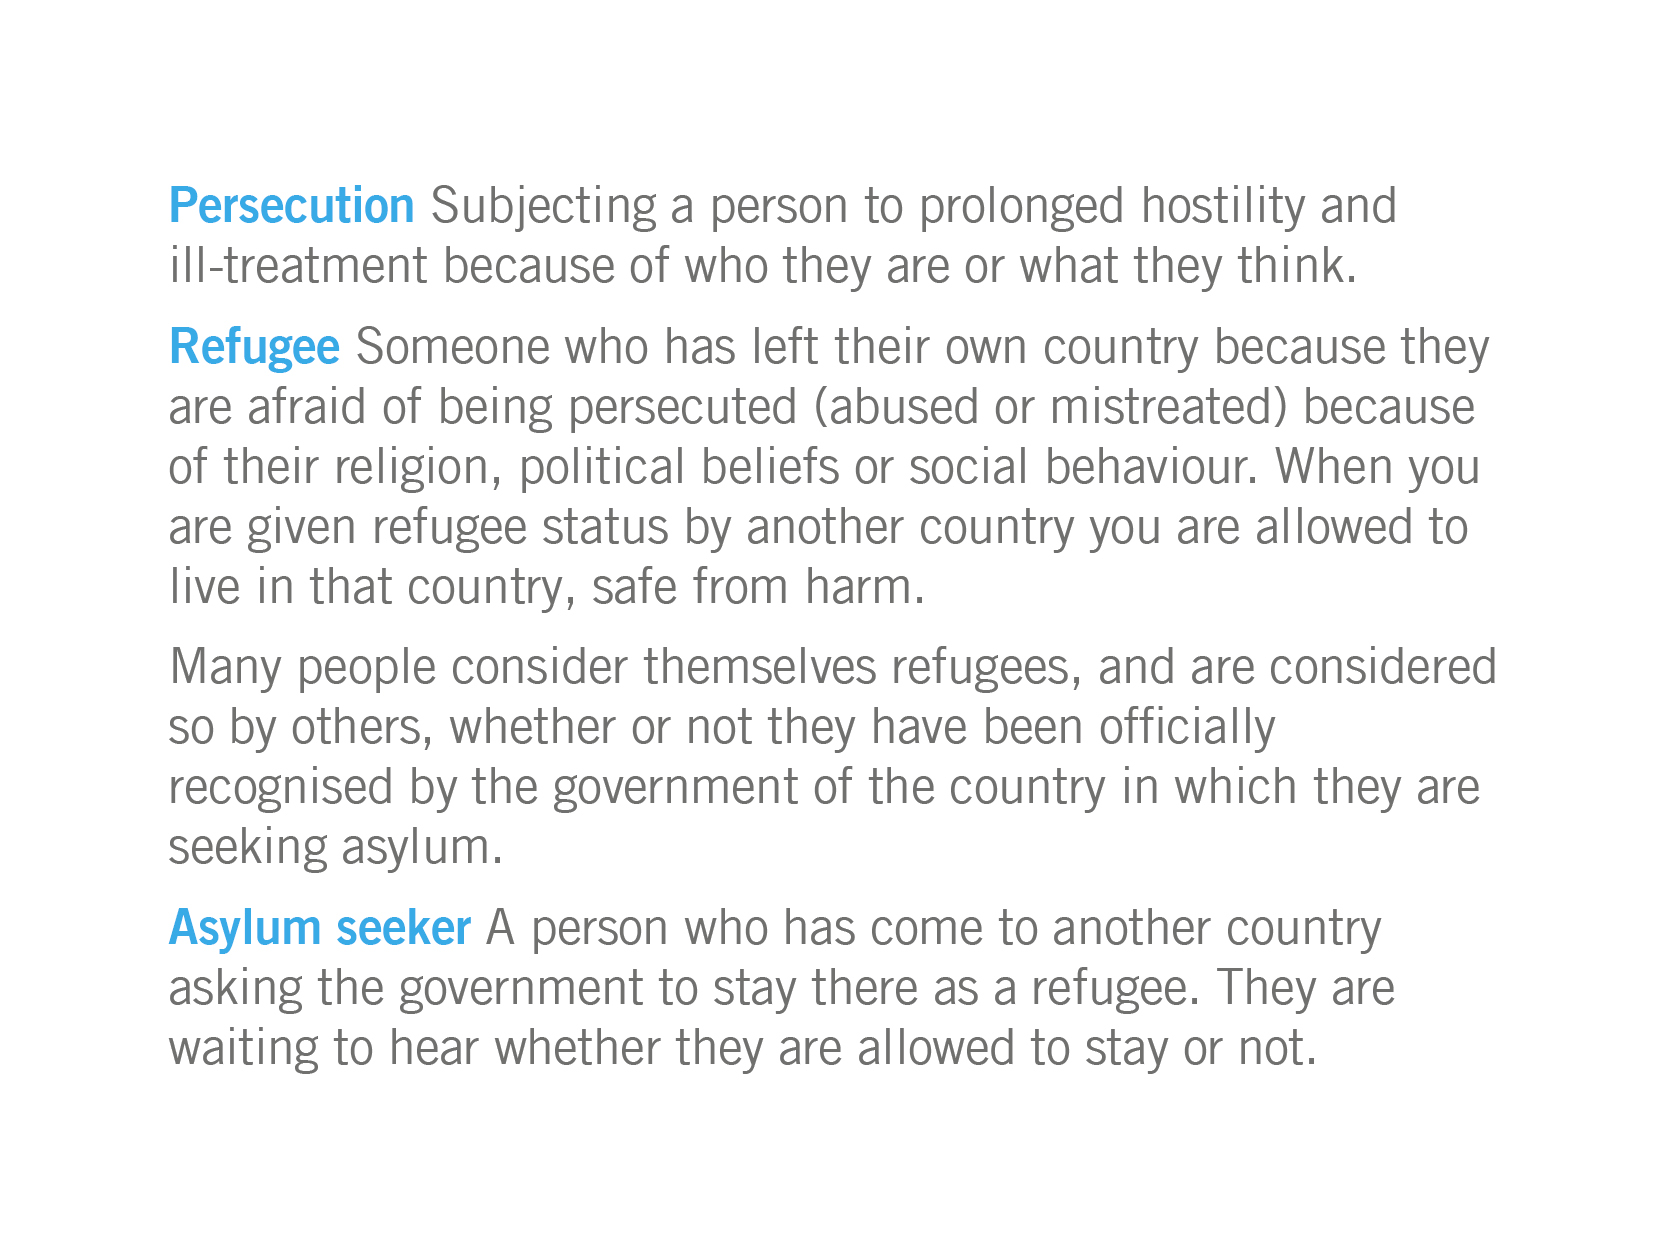 Persecution Subjecting a person to prolonged hostility and
ill-treatment because of who they are or what they think.
Refugee Someone who has left their own country because they
are afraid of being persecuted (abused or mistreated) because
of their religion, political beliefs or social behaviour. When you
are given refugee status by another country you are allowed to
live in that country, safe from harm.
Many people consider themselves refugees, and are considered
so by others, whether or not they have been officially
recognised by the government of the country in which they are
seeking asylum.
Asylum seeker A person who has come to another country
asking the government to stay there as a refugee. They are
waiting to hear whether they are allowed to stay or not.